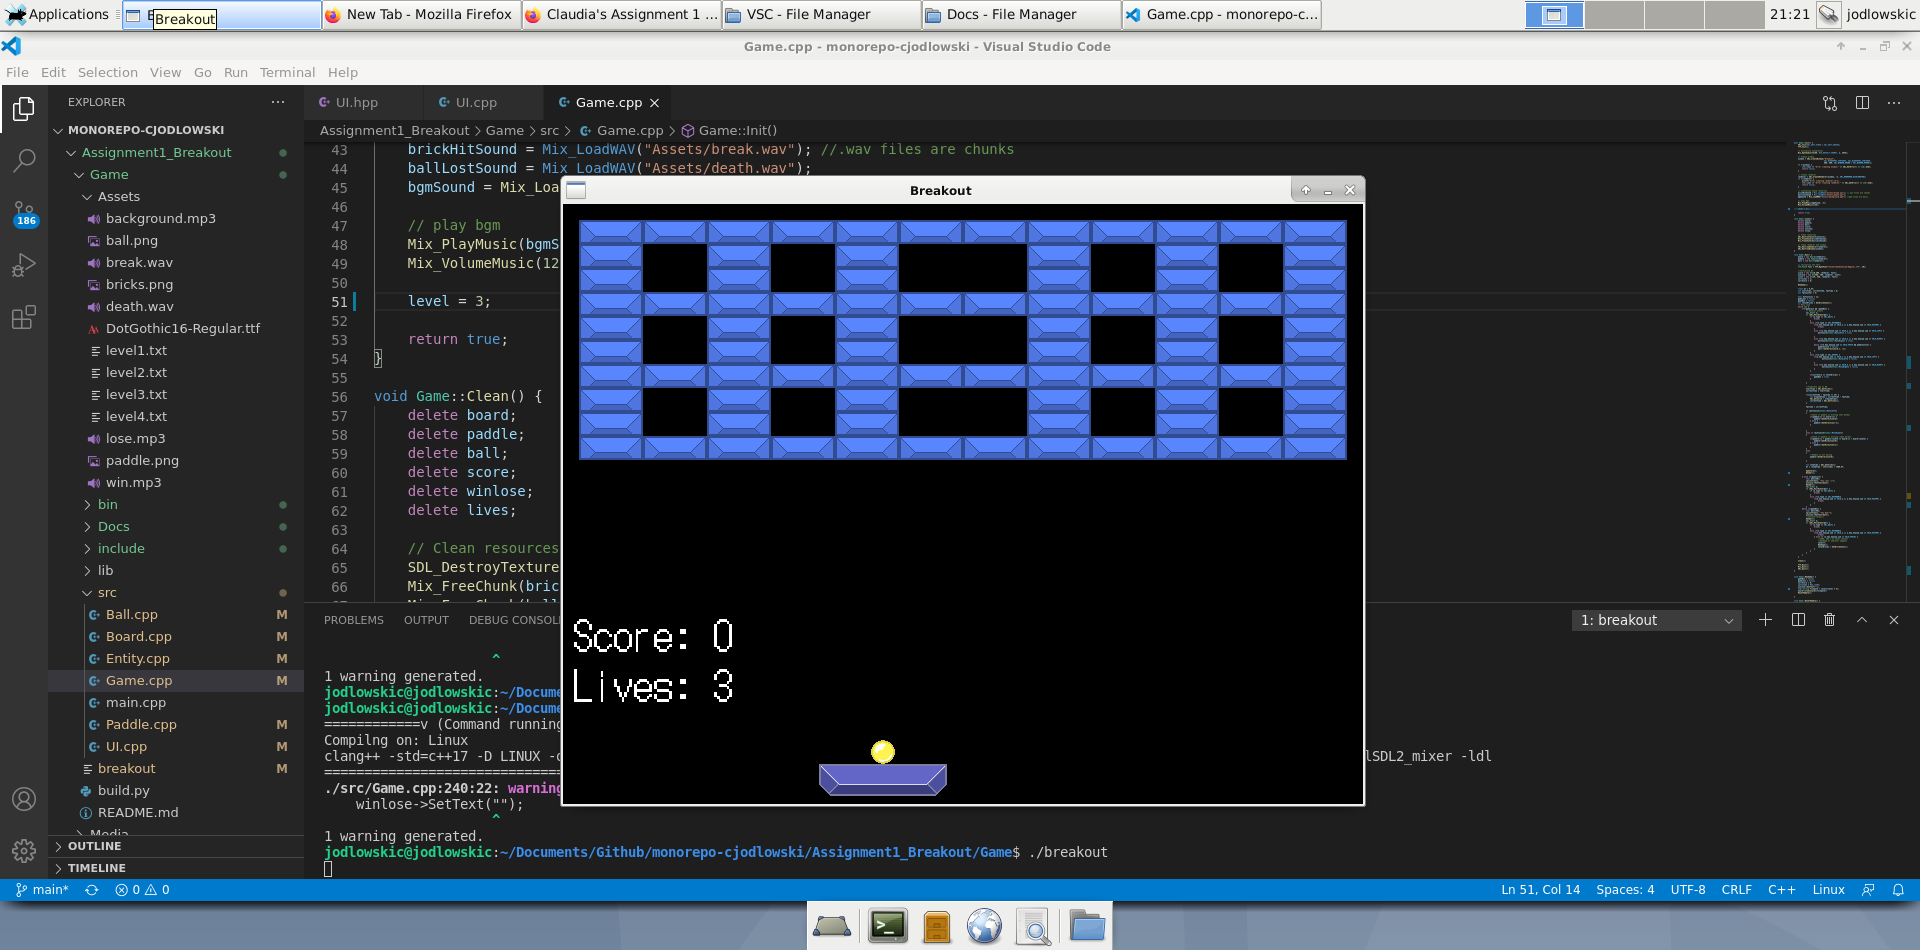 Applications
Breakout
New Tab - Mozilla Firefox
Claudia's Assignment 1 ...
VSC - File Manager
Docs - File Manager
Game.cpp - monorepo-c...
21:21
jodlowskic
Game.cpp - monorepo-cjodlowski - Visual Studio Code
File Edit Selection View Go Run Terminal Help
EXPLORER
MONOREPO-CJODLOWSKI
Assignment1_Breakout
Game
Assets
background.mp3
ball.png
break.wav
bricks.png
death.wav
DotGothic16-Regular.ttf
level1.txt
level2.txt
level3.txt
level4.txt
lose.mp3
paddle.png
win.mp3
bin
Docs
include
lib
src
Ball.cpp M
Board.cpp M
Entity.cpp M
Game.cpp M
main.cpp
Paddle.cpp M
UI.cpp M
breakout M
build.py
README.md
Media
OUTLINE
TIMELINE
186
UI.hpp
UI.cpp
Game.cpp
Assignment1_Breakout > Game > src > Game.cpp > Game::Init()
43 brickHitSound = Mix_LoadWAV("Assets/break.wav"); //.wav files are chunks
44 ballLostSound = Mix_LoadWAV("Assets/death.wav");
45 bgmSound = Mix_Loa
46
47 // play bgm
48 Mix_PlayMusic(bgmS
49 Mix_VolumeMusic(12
50
51 level = 3;
52
53 return true;
54 }
55
56 void Game::Clean() {
57 delete board;
58 delete paddle;
59 delete ball;
60 delete score;
61 delete winlose;
62 delete lives;
63
64 // Clean resources
65 SDL_DestroyTexture
66 Mix_FreeChunk(bric
Breakout
Score: 0
Lives: 3
PROBLEMS OUTPUT DEBUG CONSOL
1: breakout
^
1 warning generated.
jodlowskic@jodlowskic:~/Docume
jodlowskic@jodlowskic:~/Docume
============v (Command running
Compilng on: Linux
clang++ -std=c++17 -D LINUX -
lSDL2_mixer -ldl
=============================
./src/Game.cpp:240:22: warning
winlose->SetText("");
^
1 warning generated.
jodlowskic@jodlowskic:~/Documents/Github/monorepo-cjodlowski/Assignment1_Breakout/Game$ ./breakout
main* 0 0
Ln 51, Col 14 Spaces: 4 UTF-8 CRLF C++ Linux